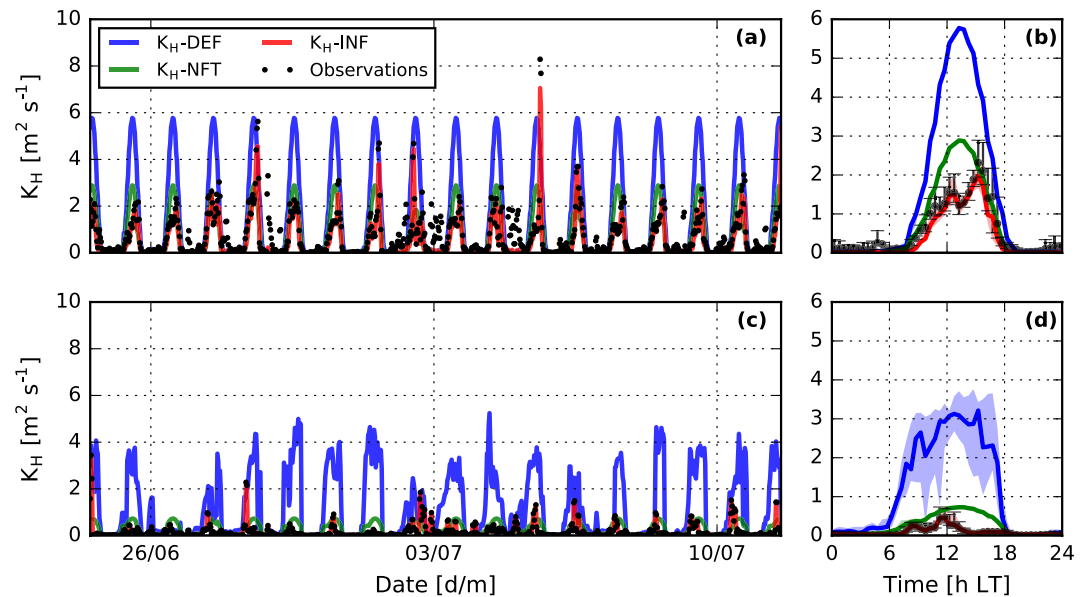 10
8
6
4
2
0
K_H [m² s⁻¹]
K_H-DEF
K_H-NFT
K_H-INF
Observations
(a)
6
5
4
3
2
1
0
(b)
10
8
6
4
2
0
K_H [m² s⁻¹]
(c)
26/06
03/07
10/07
Date [d/m]
6
5
4
3
2
1
0
(d)
0
6
12
18
24
Time [h LT]